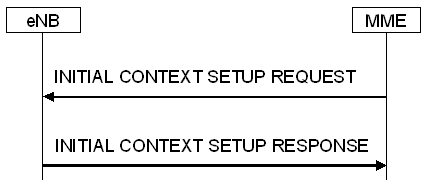 eNB
MME
INITIAL CONTEXT SETUP REQUEST
INITIAL CONTEXT SETUP RESPONSE